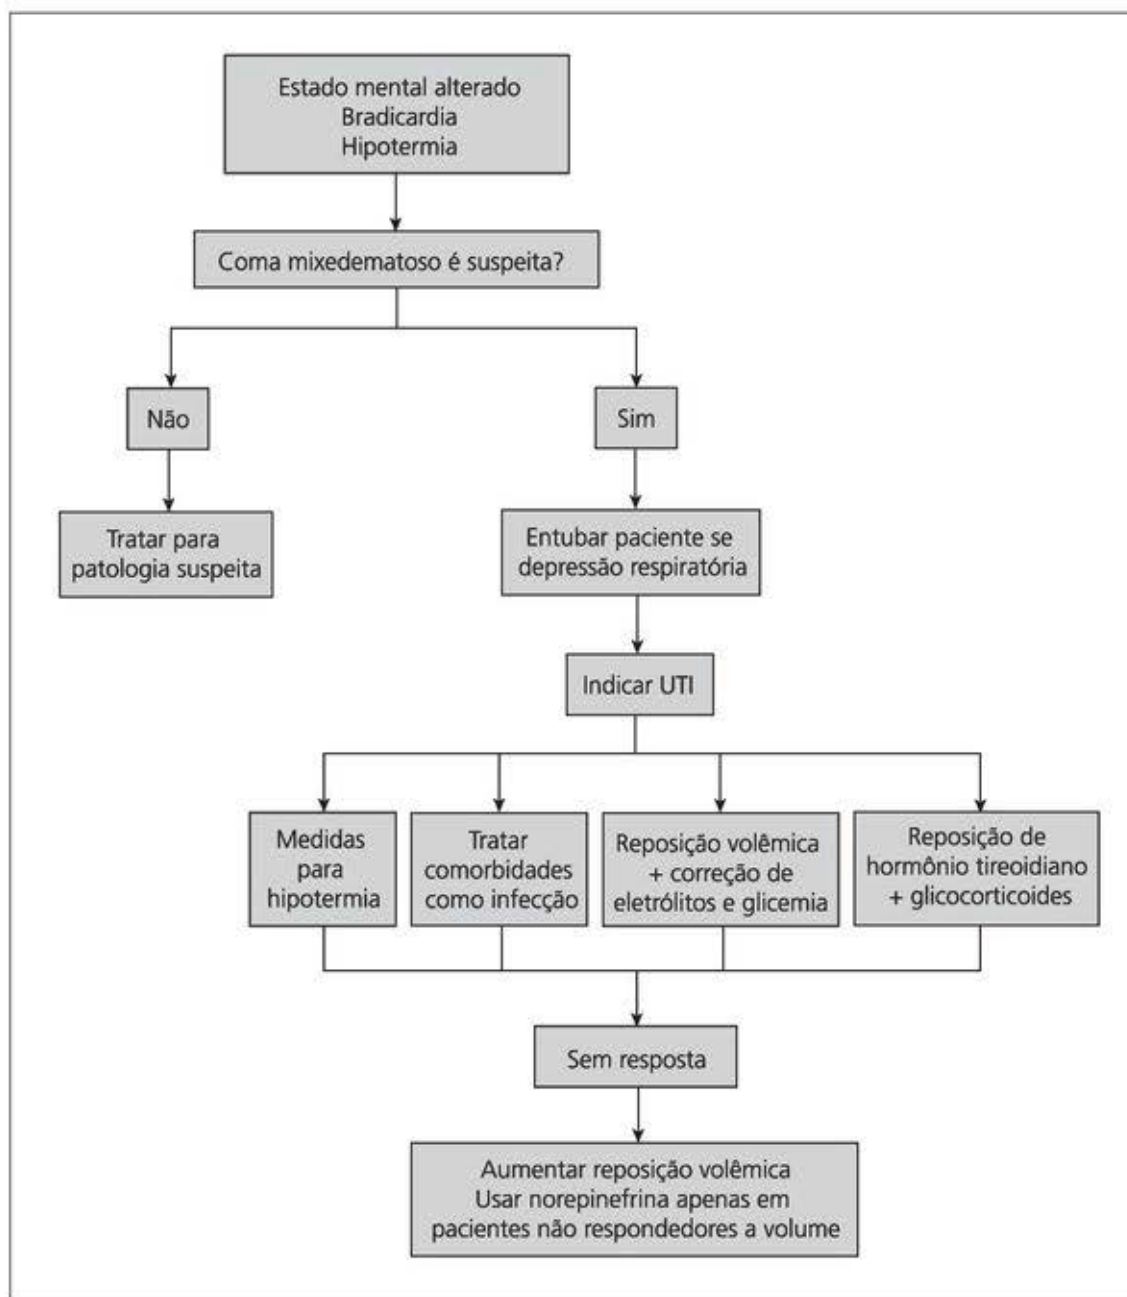 Estado mental alterado
Bradicardia
Hipotermia
Coma mixedematoso é suspeita?
Não
Sim
Tratar para
patologia suspeita
Entubar paciente se
depressão respiratória
Indicar UTI
Medidas
para
hipotermia
Tratar
comorbidades
como infecção
Reposição volêmica
+ correção de
eletrólitos e glicemia
Reposição de
hormônio tireoidiano
+ glicocorticoides
Sem resposta
Aumentar reposição volêmica
Usar norepinefrina apenas em
pacientes não respondedores a volume